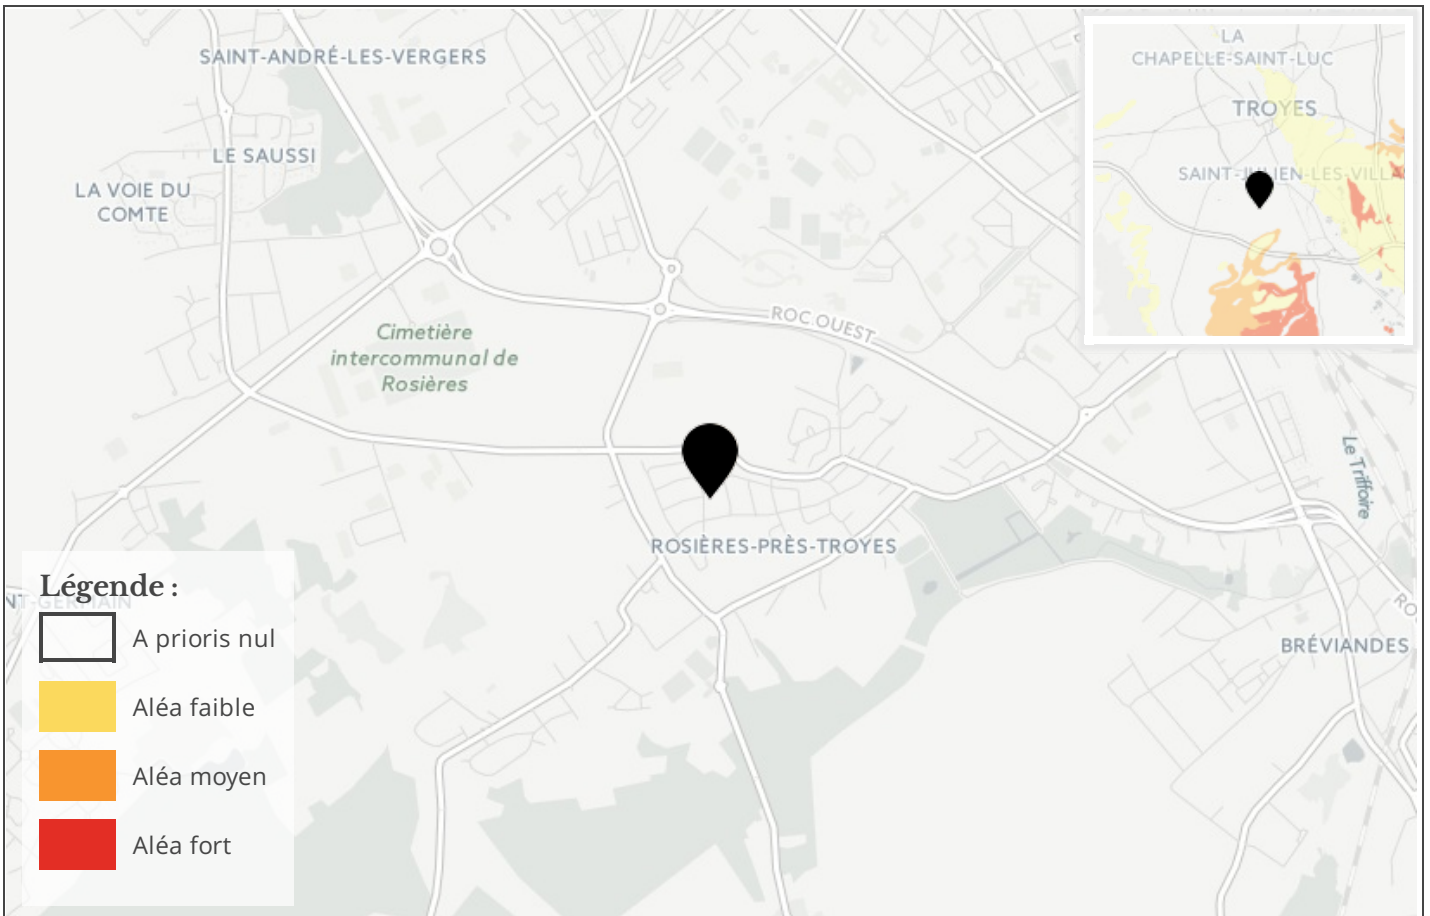 SAINT-ANDRÉ-LES-VERGERS
LE SAUSSI
LA VOIE DU
COMTE
Cimetière
intercommunal de
Rosières
ROC OUEST
LA
CHAPELLE-SAINT-LUC
TROYES
Le Triffoire
ROSIÈRES-PRÈS-TROYES
BRÉVIANDES
Légende :
A prioris nul
Aléa faible
Aléa moyen
Aléa fort